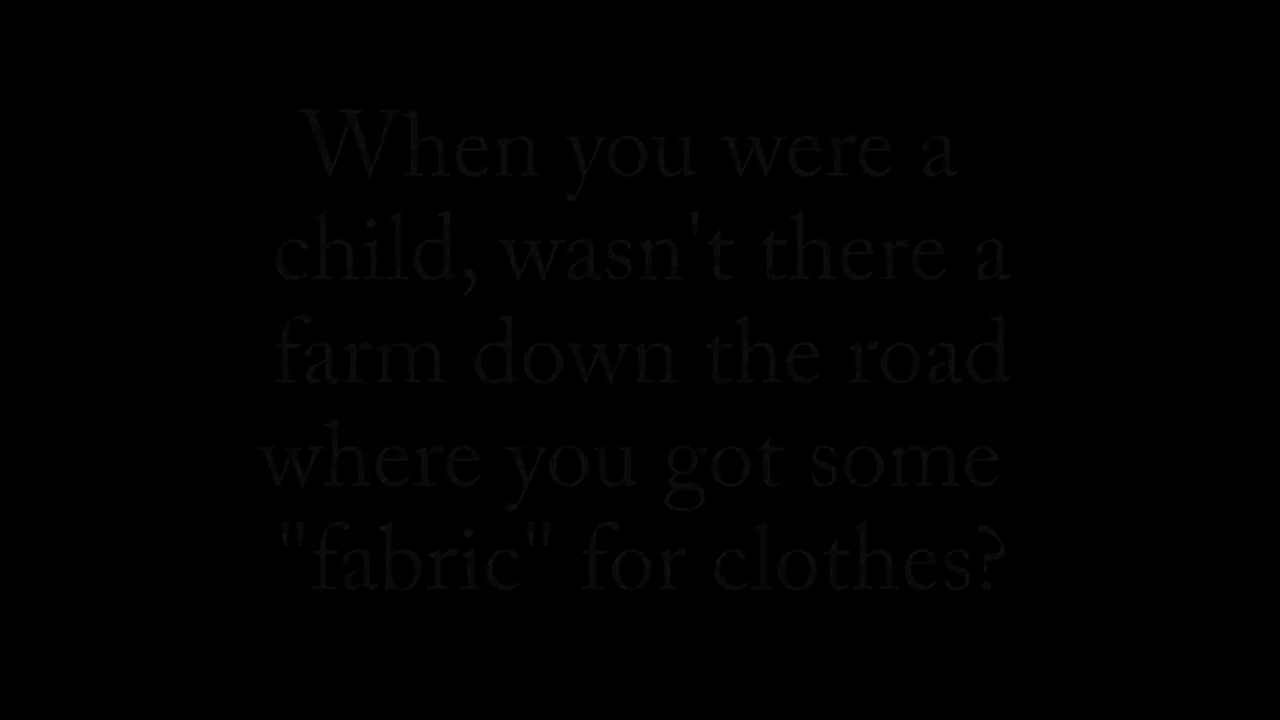 When you were a
child, wasn't there a
farm down the road
where you got some
"fabric" for clothes?